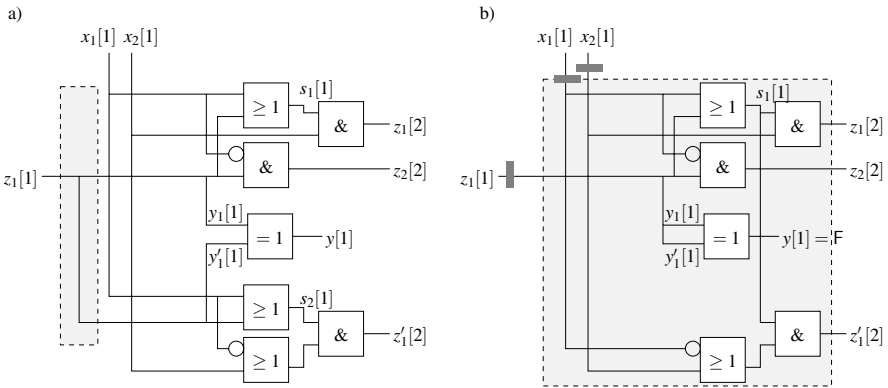 a)
x₁[1] x₂[1]
s₁[1]
≥ 1
&
z₁[2]
z₁[1]
&
z₂[2]
y₁[1]
= 1
y[1]
y′₁[1]
s₂[1]
≥ 1
&
z′₁[2]
≥ 1
b)
x₁[1] x₂[1]
s₁[1]
≥ 1
&
z₁[2]
z₁[1]
&
z₂[2]
y₁[1]
= 1
y[1] = F
y′₁[1]
&
z′₁[2]
≥ 1